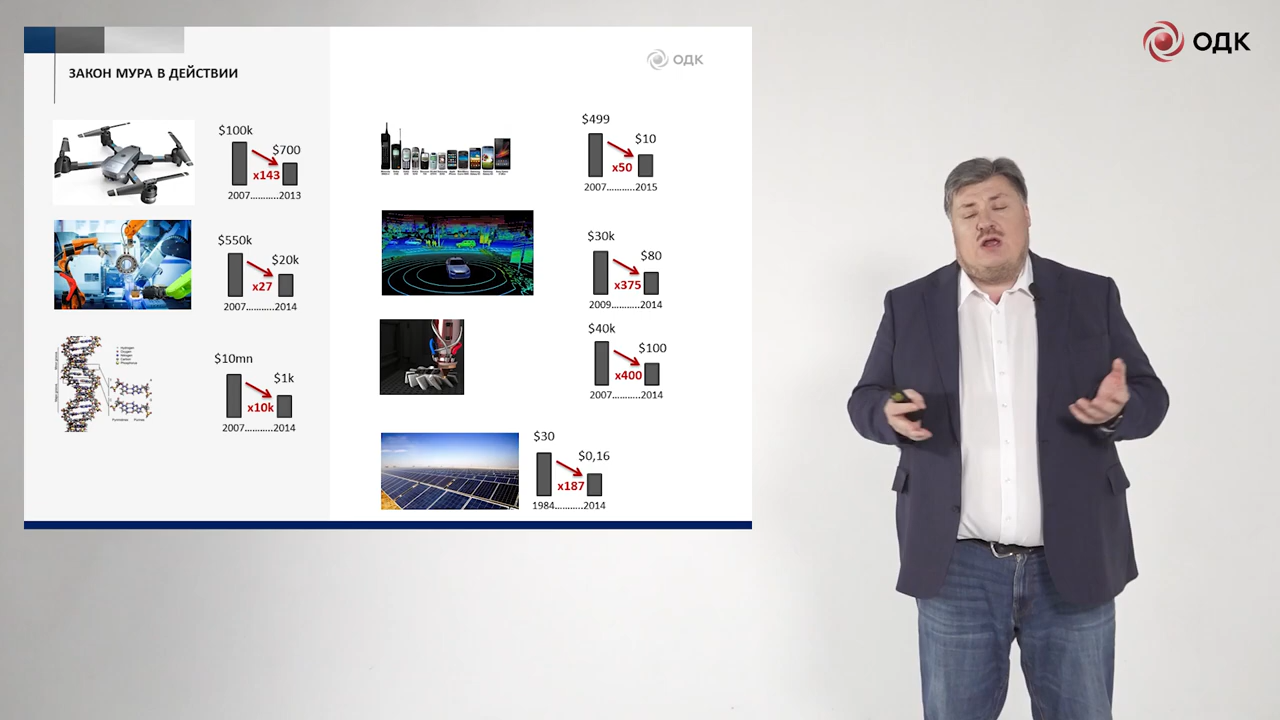 ОДК
ЗАКОН МУРА В ДЕЙСТВИИ
ОДК
$100k
$700
x143
2007...........2013
$550k
$20k
x27
2007...........2014
$10mn
$1k
x10k
2007...........2014
$499
$10
x50
2007...........2015
$30k
$80
x375
2009...........2014
$40k
$100
x400
2007...........2014
$30
$0,16
x187
1984...........2014